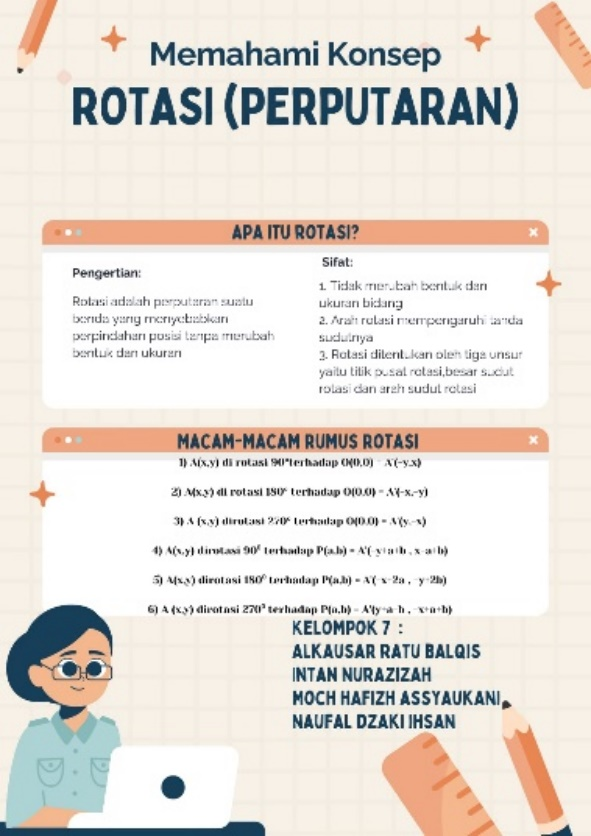 Memahami Konsep
ROTASI (PERPUTARAN)
APA ITU ROTASI?
Pengertian:
Rotasi adalah perputaran suatu
benda yang menyebabkan
perpindahan posisi tanpa merubah
bentuk dan ukuran
Sifat:
1. Tidak merubah bentuk dan
ukuran bidang
2. Arah rotasi mempengaruhi tanda
sudutnya
3. Rotasi ditentukan oleh tiga unsur
yaitu titik pusat rotasi,besar sudut
rotasi dan arah sudut rotasi
MACAM-MACAM RUMUS ROTASI
1) A(x,y) di rotasi 90° terhadap O(0,0) = A'(-y,x)
2) A(x,y) di rotasi 180° terhadap O(0,0) = A'(-x,-y)
3) A (x,y) dirotasi 270° terhadap O(0,0) = A'(y,-x)
4) A(x,y) dirotasi 90° terhadap P(a,b) = A'(-y+a+b , x-a+b)
5) A(x,y) dirotasi 180° terhadap P(a,b) = A'(-x+2a , -y+2b)
6) A (x,y) dirotasi 270° terhadap P(a,b) = A'(y+a-b , -x+a+b)
KELOMPOK 7 :
ALKAUSAR RATU BALQIS
INTAN NURAZIZAH
MOCH HAFIZH ASSYAUKANI
NAUFAL DZAKI IHSAN